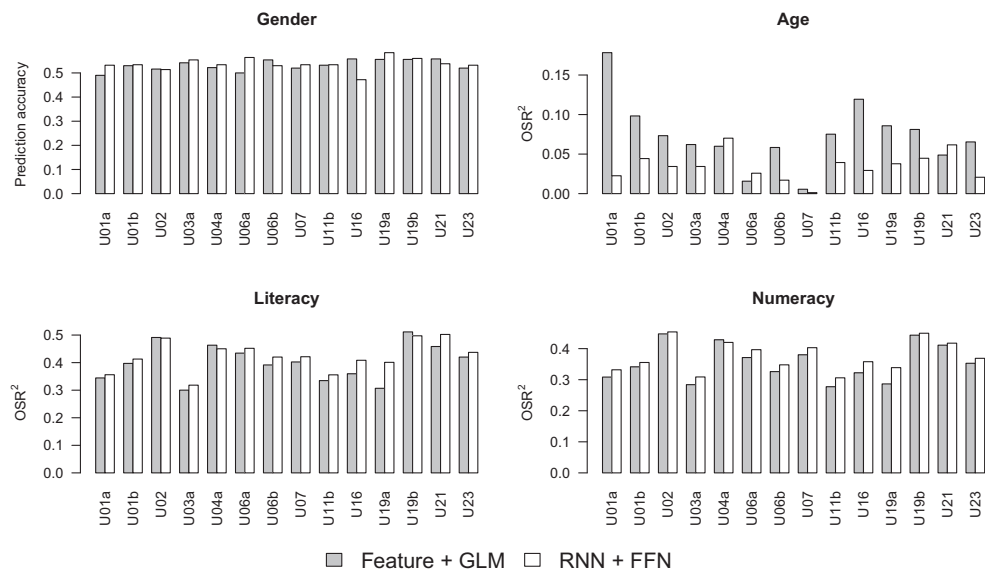 Gender
Prediction accuracy
0.5
0.4
0.3
0.2
0.1
0.0
U01a U01b U02 U03a U04a U06a U06b U07 U11b U16 U19a U19b U21 U23
Age
OSR²
0.15
0.10
0.05
0.00
U01a U01b U02 U03a U04a U06a U06b U07 U11b U16 U19a U19b U21 U23
Literacy
OSR²
0.5
0.4
0.3
0.2
0.1
0.0
U01a U01b U02 U03a U04a U06a U06b U07 U11b U16 U19a U19b U21 U23
Numeracy
OSR²
0.4
0.3
0.2
0.1
0.0
U01a U01b U02 U03a U04a U06a U06b U07 U11b U16 U19a U19b U21 U23
Feature + GLM RNN + FFN